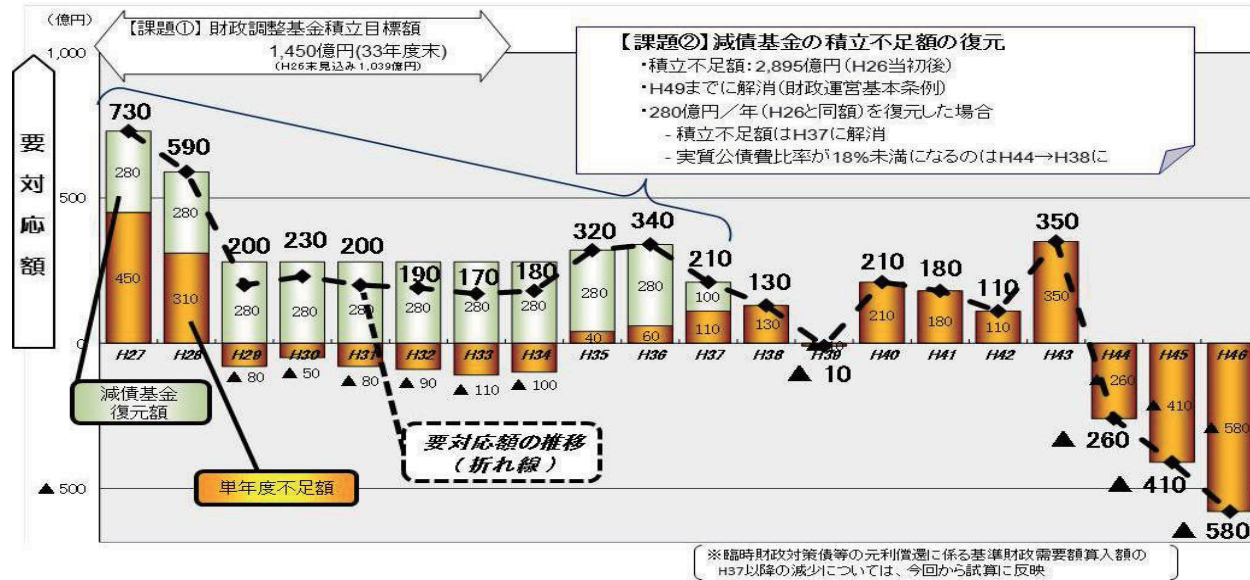 (億円)
【課題①】財政調整基金積立目標額
1,450億円(33年度末)
(H26末見込み1,039億円)
【課題②】減債基金の積立不足額の復元
・積立不足額:2,895億円(H26当初後)
・H49までに解消(財政運営基本条例)
・280億円/年(H26と同額)を復元した場合
- 積立不足額はH37に解消
- 実質公債費比率が18%未満になるのはH44→H38に
要対応額
1,000
500
0
▲ 500
730
590
200
230
200
190
170
180
320
340
210
130
▲ 10
210
180
110
350
▲ 260
▲ 410
▲ 580
280
280
280
280
280
280
280
280
280
280
100
450
310
▲ 80
▲ 50
▲ 80
▲ 90
▲ 110
▲ 100
40
60
110
130
210
180
110
350
▲ 260
▲ 410
▲ 580
H27
H28
H29
H30
H31
H32
H33
H34
H35
H36
H37
H38
H39
H40
H41
H42
H43
H44
H45
H46
減債基金
復元額
単年度不足額
要対応額の推移
(折れ線)
※臨時財政対策債等の元利償還に係る基準財政需要額算入額の
H37以降の減少については、今回から試算に反映